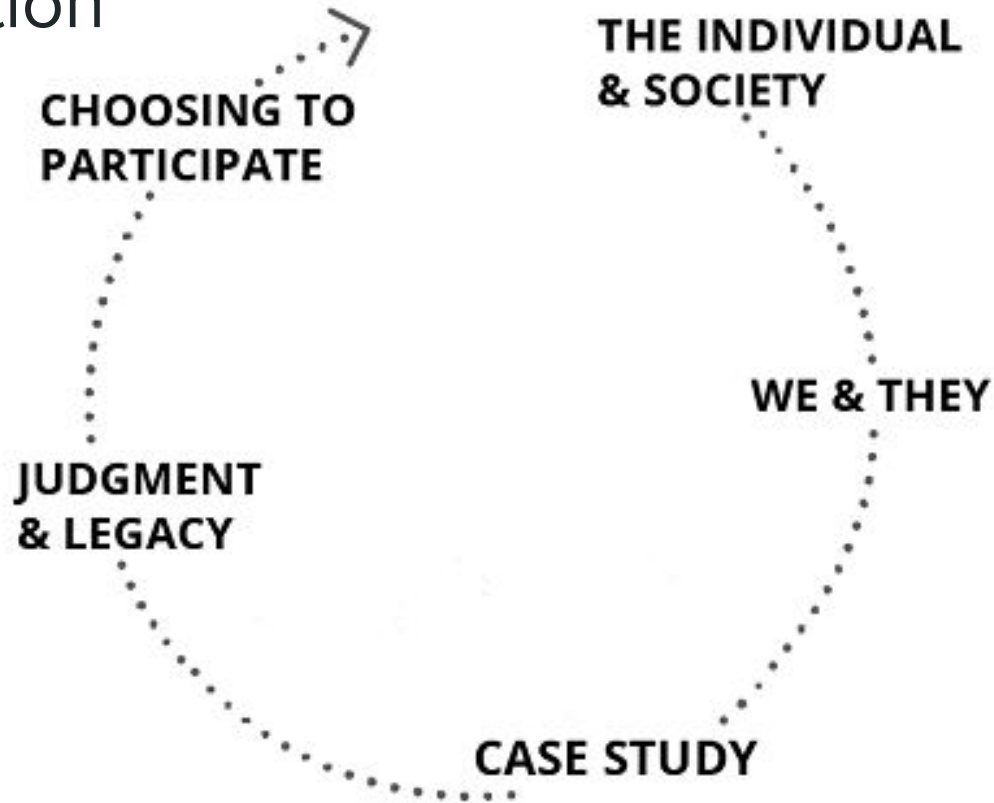 THE INDIVIDUAL
& SOCIETY
WE & THEY
CASE STUDY
JUDGMENT
& LEGACY
CHOOSING TO
PARTICIPATE